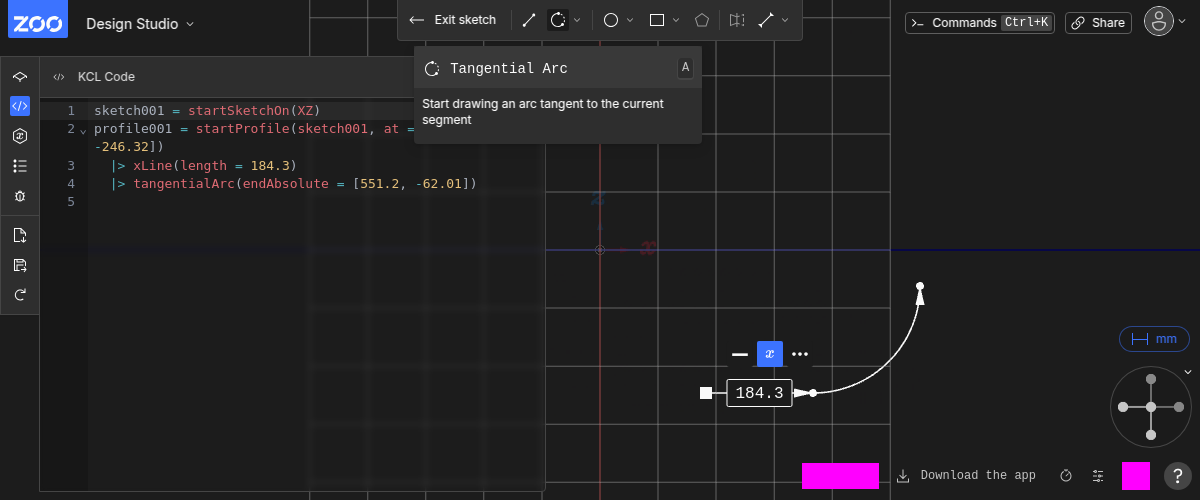 ZOO
Design Studio
Exit sketch
Commands Ctrl+K
Share
Tangential Arc
A
Start drawing an arc tangent to the current
segment
KCL Code
1 sketch001 = startSketchOn(XZ)
2 profile001 = startProfile(sketch001, at =
-246.32])
3 |> xLine(length = 184.3)
4 |> tangentialArc(endAbsolute = [551.2, -62.01])
5
z
x
x
184.3
mm
Download the app
?